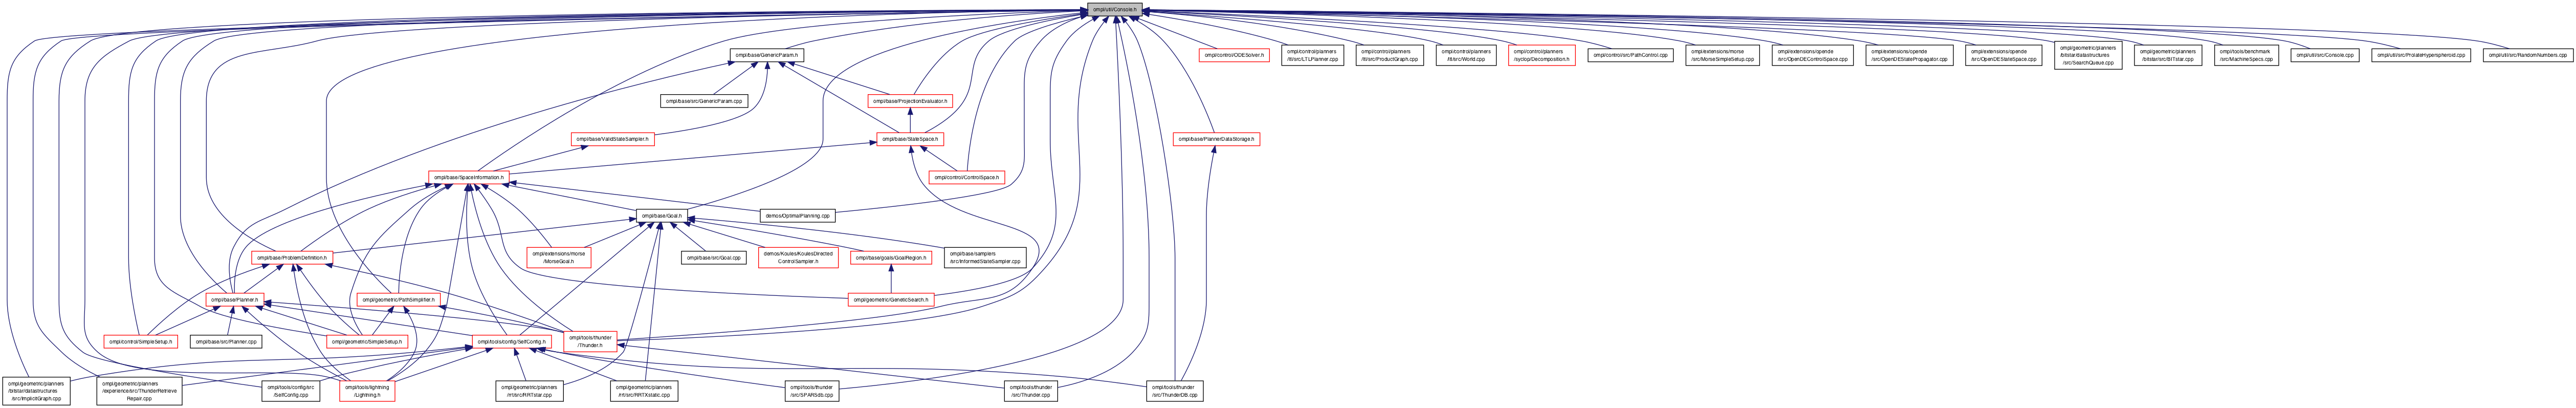 ompl/util/Console.h
ompl/base/GenericParam.h
ompl/control/ODESolver.h
ompl/control/planners
/ltl/src/LTLPlanner.cpp
ompl/control/planners
/ltl/src/ProductGraph.cpp
ompl/control/planners
/ltl/src/World.cpp
ompl/control/planners
/syclop/Decomposition.h
ompl/control/src/PathControl.cpp
ompl/extensions/morse
/src/MorseSimpleSetup.cpp
ompl/extensions/opende
/src/OpenDEControlSpace.cpp
ompl/extensions/opende
/src/OpenDEStatePropagator.cpp
ompl/extensions/opende
/src/OpenDEStateSpace.cpp
ompl/geometric/planners
/bitstar/datastructures
/src/SearchQueue.cpp
ompl/geometric/planners
/bitstar/src/BITstar.cpp
ompl/tools/benchmark
/src/MachineSpecs.cpp
ompl/util/src/Console.cpp
ompl/util/src/ProlateHyperspheroid.cpp
ompl/util/src/RandomNumbers.cpp
ompl/base/src/GenericParam.cpp
ompl/base/ProjectionEvaluator.h
ompl/base/ValidStateSampler.h
ompl/base/StateSpace.h
ompl/base/PlannerDataStorage.h
ompl/base/SpaceInformation.h
ompl/control/ControlSpace.h
ompl/base/Goal.h
demos/OptimalPlanning.cpp
ompl/base/ProblemDefinition.h
ompl/extensions/morse
/MorseGoal.h
ompl/base/src/Goal.cpp
demos/Koules/KoulesDirected
ControlSampler.h
ompl/base/goals/GoalRegion.h
ompl/base/samplers
/src/InformedStateSampler.cpp
ompl/base/Planner.h
ompl/geometric/PathSimplifier.h
ompl/geometric/GeneticSearch.h
ompl/control/SimpleSetup.h
ompl/base/src/Planner.cpp
ompl/geometric/SimpleSetup.h
ompl/tools/config/SelfConfig.h
ompl/tools/thunder
/Thunder.h
ompl/geometric/planners
/bitstar/datastructures
/src/ImplicitGraph.cpp
ompl/geometric/planners
/experience/src/ThunderRetrieve
Repair.cpp
ompl/tools/config/src
/SelfConfig.cpp
ompl/tools/lightning
/Lightning.h
ompl/geometric/planners
/rrt/src/RRTstar.cpp
ompl/geometric/planners
/rrt/src/RRTXstatic.cpp
ompl/tools/thunder
/src/SPARSdb.cpp
ompl/tools/thunder
/src/Thunder.cpp
ompl/tools/thunder
/src/ThunderDB.cpp